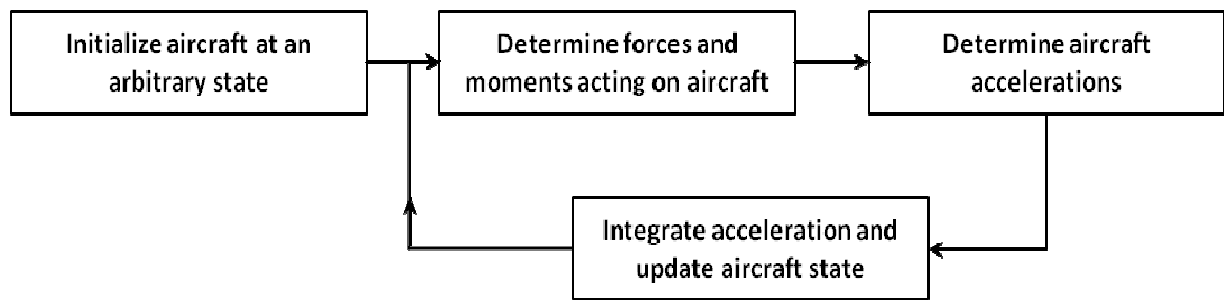 Initialize aircraft at an
arbitrary state
Determine forces and
moments acting on aircraft
Determine aircraft
accelerations
Integrate acceleration and
update aircraft state